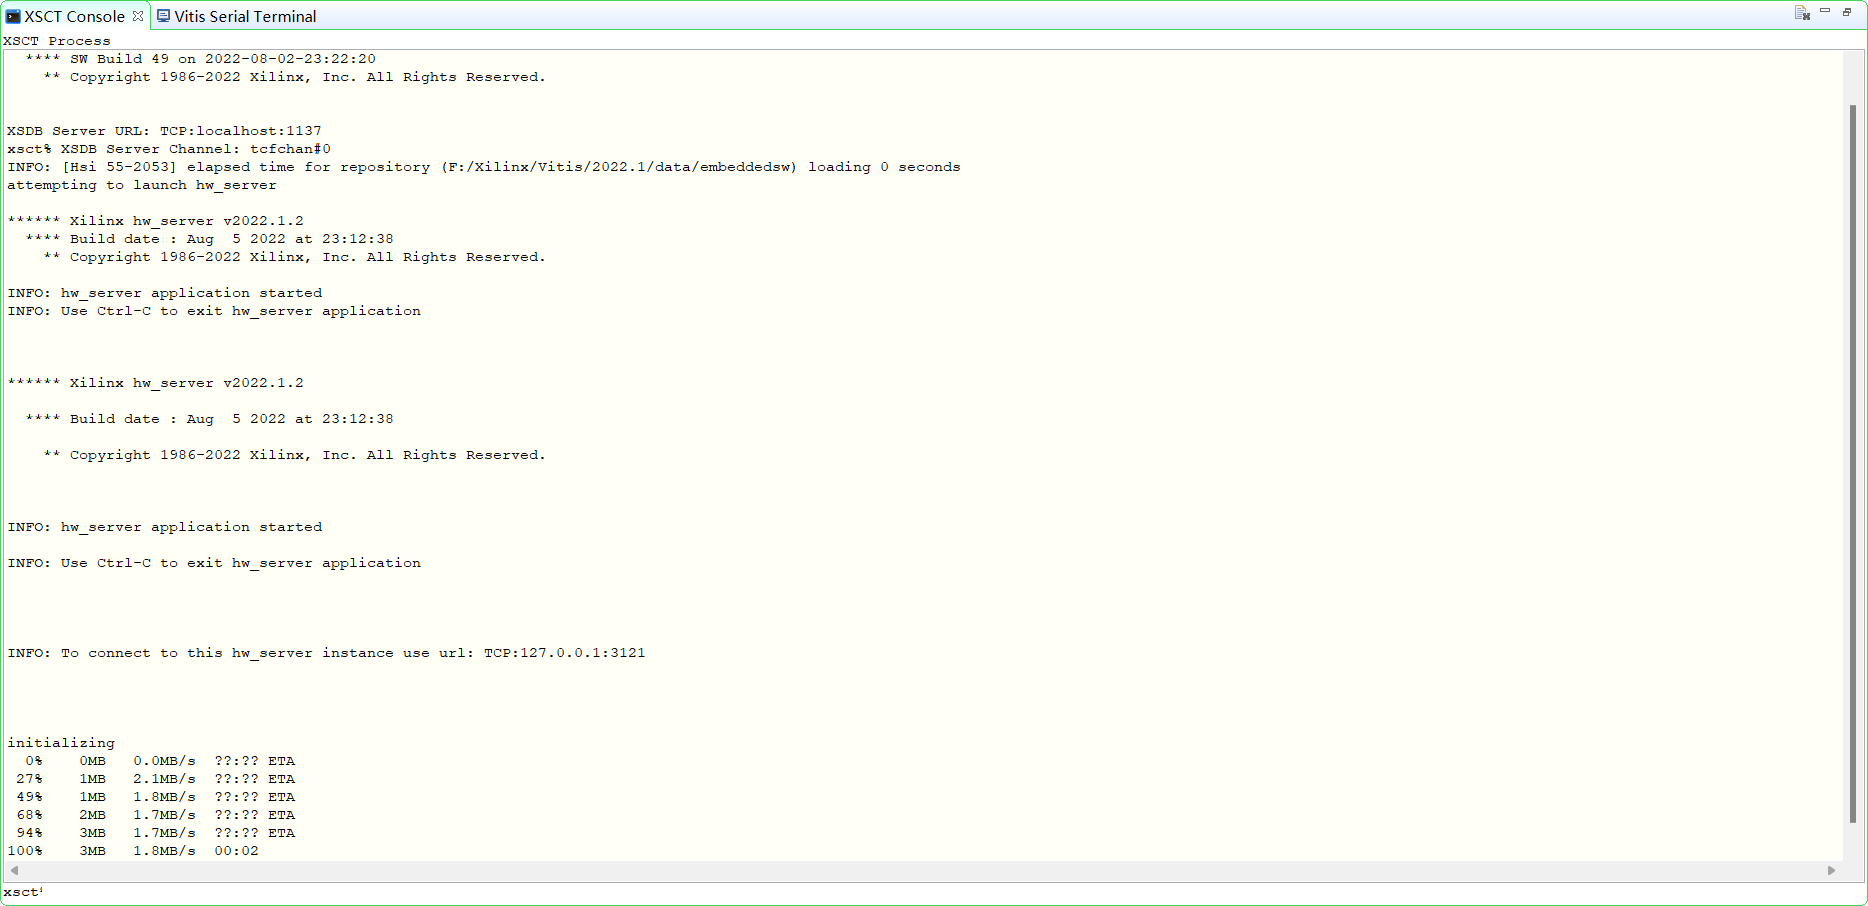 XSCT Console Vitis Serial Terminal
XSCT Process
**** SW Build 49 on 2022-08-02-23:22:20
** Copyright 1986-2022 Xilinx, Inc. All Rights Reserved.
XSDB Server URL: TCP:localhost:1137
xsct% XSDB Server Channel: tcfchan#0
INFO: [Hsi 55-2053] elapsed time for repository (F:/Xilinx/Vitis/2022.1/data/embeddedsw) loading 0 seconds
attempting to launch hw_server
****** Xilinx hw_server v2022.1.2
**** Build date : Aug  5 2022 at 23:12:38
** Copyright 1986-2022 Xilinx, Inc. All Rights Reserved.
INFO: hw_server application started
INFO: Use Ctrl-C to exit hw_server application
****** Xilinx hw_server v2022.1.2
**** Build date : Aug  5 2022 at 23:12:38
** Copyright 1986-2022 Xilinx, Inc. All Rights Reserved.
INFO: hw_server application started
INFO: Use Ctrl-C to exit hw_server application
INFO: To connect to this hw_server instance use url: TCP:127.0.0.1:3121
initializing
0%    0MB   0.0MB/s  ??:?? ETA
27%    1MB   2.1MB/s  ??:?? ETA
49%    1MB   1.8MB/s  ??:?? ETA
68%    2MB   1.7MB/s  ??:?? ETA
94%    3MB   1.7MB/s  ??:?? ETA
100%    3MB   1.8MB/s  00:02
xsct